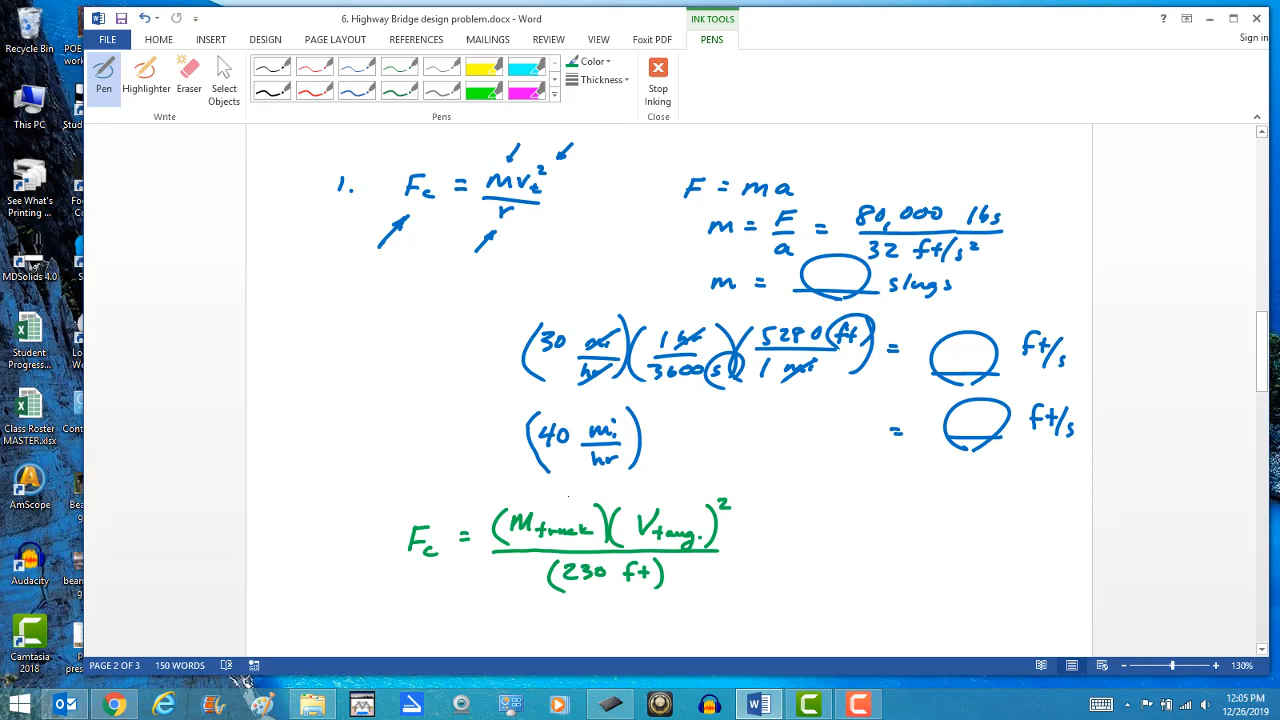 6. Highway Bridge design problem.docx - Word
INK TOOLS
Sign in
FILE HOME INSERT DESIGN PAGE LAYOUT REFERENCES MAILINGS REVIEW VIEW Foxit PDF PENS
Pen Highlighter Eraser Select Objects
Color
Thickness
Stop Inking
Write Pens Close
Recycle Bin
This PC
See What's Printing ...
MDSolids 4.0
Student Progress...
Class Roster MASTER.xlsx
AmScope
Audacity
Camtasia 2018
1. Fc = mvt² / r
F = ma
m = F/a = 80,000 lbs / 32 ft/s²
m = ___ slugs
(30 mi/hr)(1 hr/3600 s)(5280 ft/1 mi) = ___ ft/s
(40 mi/hr) = ___ ft/s
Fc = (Mtruck)(Vtang.)² / (230 ft)
PAGE 2 OF 3 150 WORDS 130%
12:05 PM
12/26/2019